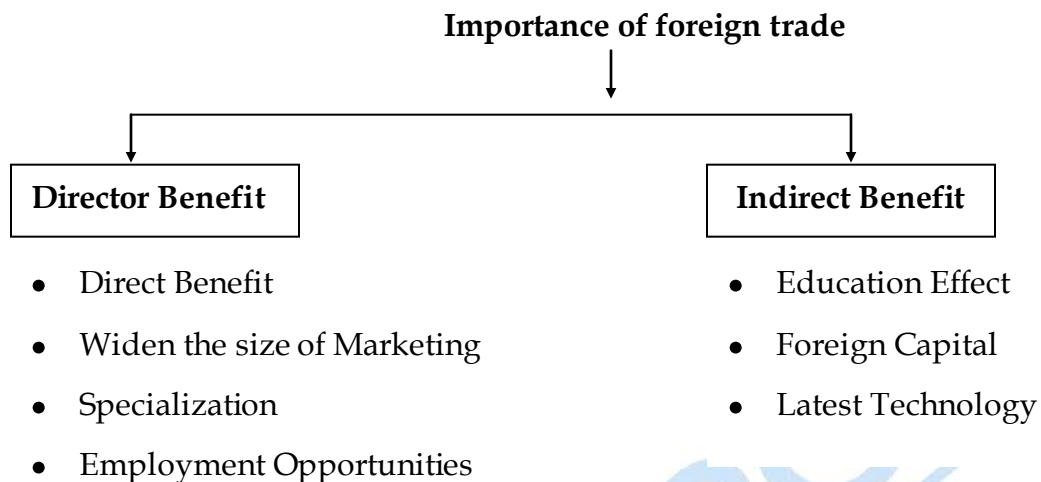 Importance of foreign trade
Director Benefit
● Direct Benefit
● Widen the size of Marketing
● Specialization
● Employment Opportunities
Indirect Benefit
● Education Effect
● Foreign Capital
● Latest Technology